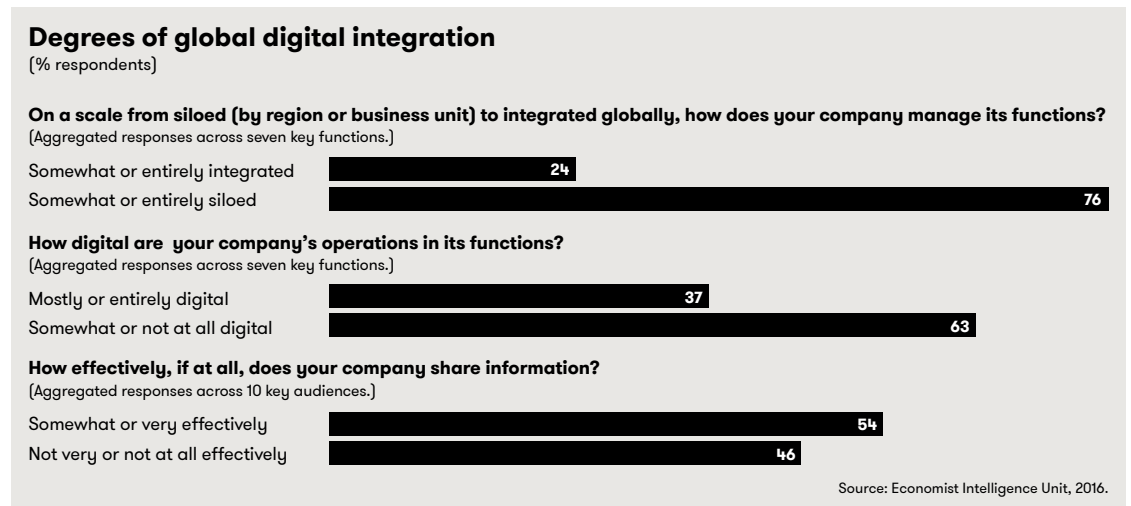 Degrees of global digital integration
(% respondents)
On a scale from siloed (by region or business unit) to integrated globally, how does your company manage its functions?
(Aggregated responses across seven key functions.)
Somewhat or entirely integrated 24
Somewhat or entirely siloed 76
How digital are your company's operations in its functions?
(Aggregated responses across seven key functions.)
Mostly or entirely digital 37
Somewhat or not at all digital 63
How effectively, if at all, does your company share information?
(Aggregated responses across 10 key audiences.)
Somewhat or very effectively 54
Not very or not at all effectively 46
Source: Economist Intelligence Unit, 2016.